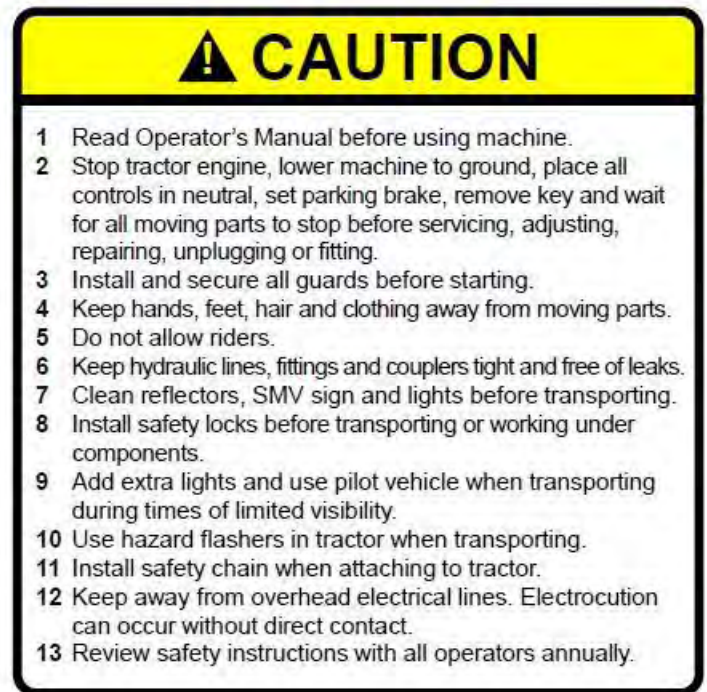 CAUTION
1 Read Operator's Manual before using machine.
2 Stop tractor engine, lower machine to ground, place all
controls in neutral, set parking brake, remove key and wait
for all moving parts to stop before servicing, adjusting,
repairing, unplugging or fitting.
3 Install and secure all guards before starting.
4 Keep hands, feet, hair and clothing away from moving parts.
5 Do not allow riders.
6 Keep hydraulic lines, fittings and couplers tight and free of leaks.
7 Clean reflectors, SMV sign and lights before transporting.
8 Install safety locks before transporting or working under
components.
9 Add extra lights and use pilot vehicle when transporting
during times of limited visibility.
10 Use hazard flashers in tractor when transporting.
11 Install safety chain when attaching to tractor.
12 Keep away from overhead electrical lines. Electrocution
can occur without direct contact.
13 Review safety instructions with all operators annually.